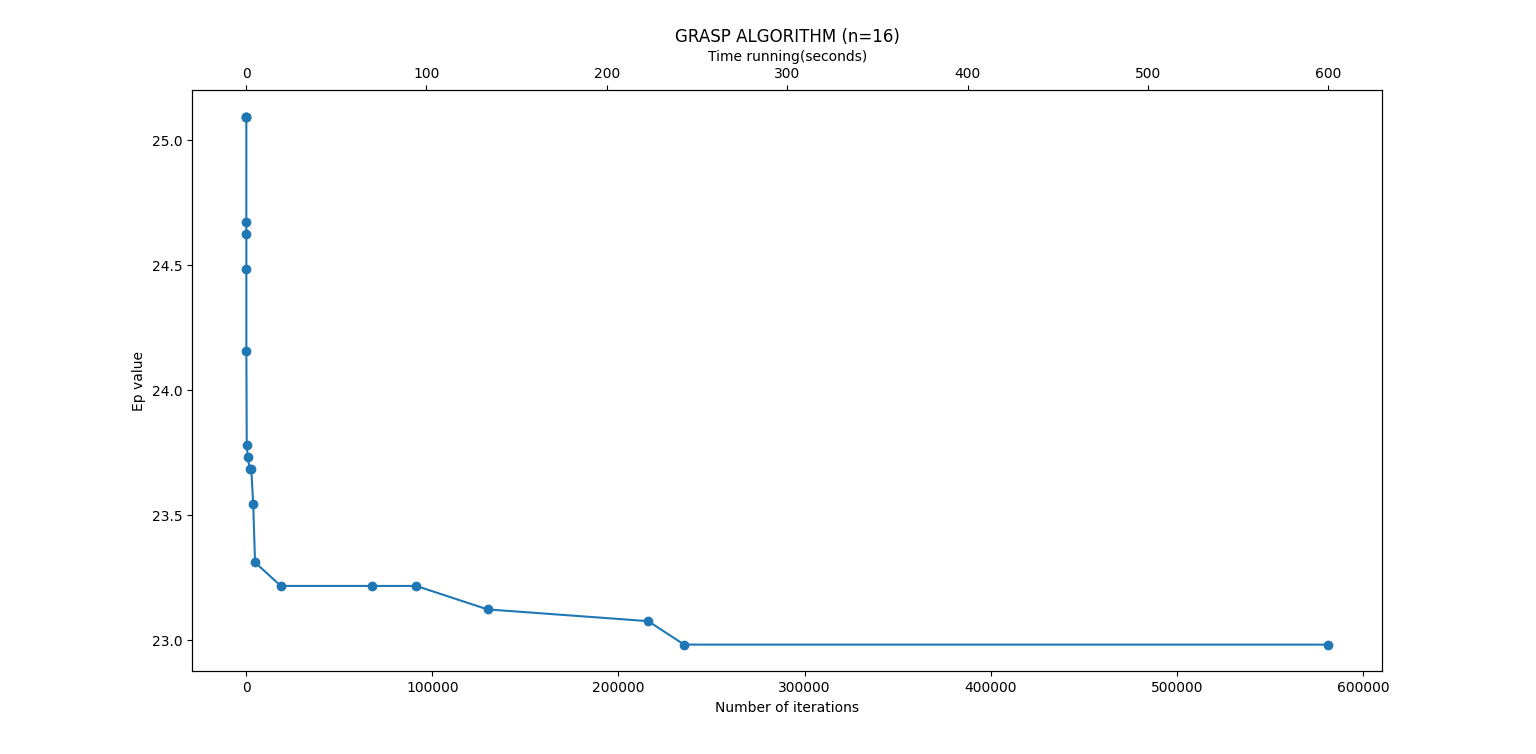 GRASP ALGORITHM (n=16)
Time running(seconds)
0 100 200 300 400 500 600
25.0
24.5
24.0
23.5
23.0
Ep value
0 100000 200000 300000 400000 500000 600000
Number of iterations